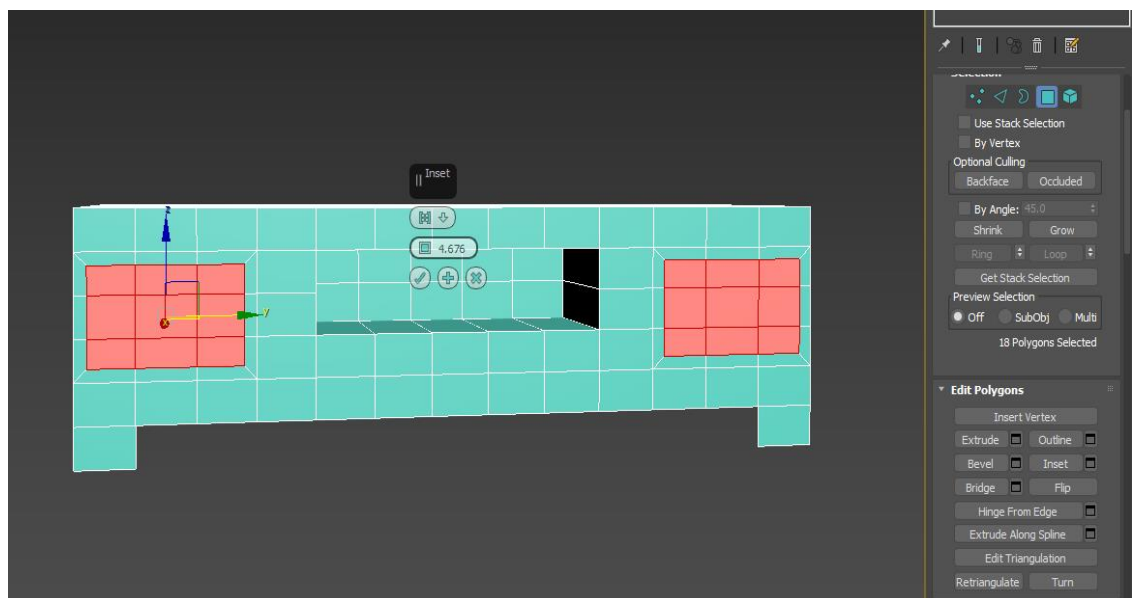 Inset
4.676
z
y
x
Selection
Use Stack Selection
By Vertex
Optional Culling
Backface Occluded
By Angle: 45.0
Shrink Grow
Ring Loop
Get Stack Selection
Preview Selection
Off SubObj Multi
18 Polygons Selected
Edit Polygons
Insert Vertex
Extrude Outline
Bevel Inset
Bridge Flip
Hinge From Edge
Extrude Along Spline
Edit Triangulation
Retriangulate Turn